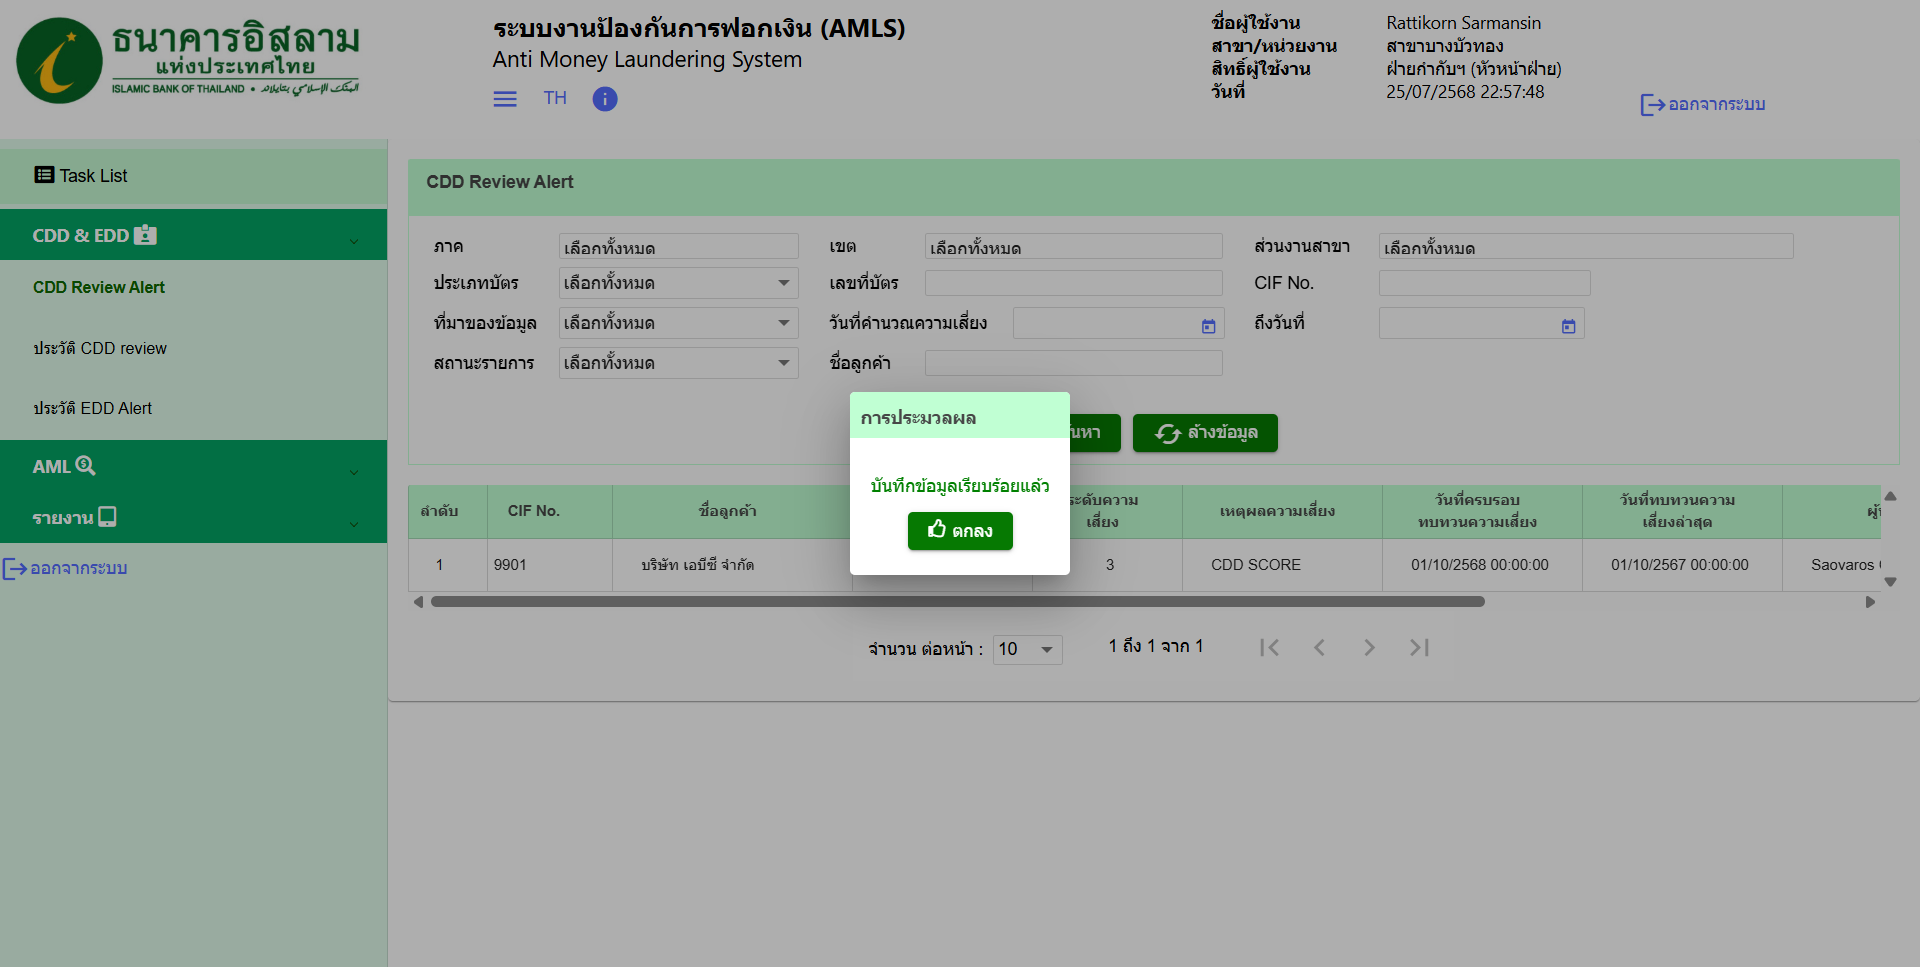 ธนาคารอิสลาม
แห่งประเทศไทย
ISLAMIC BANK OF THAILAND •
ระบบงานป้องกันการฟอกเงิน (AMLS)
Anti Money Laundering System
TH
ชื่อผู้ใช้งาน Rattikorn Sarmansin
สาขา/หน่วยงาน สาขาบางบัวทอง
สิทธิ์ผู้ใช้งาน ฝ่ายกำกับฯ (หัวหน้าฝ่าย)
วันที่ 25/07/2568 22:57:48
ออกจากระบบ
Task List
CDD & EDD
CDD Review Alert
ประวัติ CDD review
ประวัติ EDD Alert
AML
รายงาน
ออกจากระบบ
CDD Review Alert
ภาค เลือกทั้งหมด เขต เลือกทั้งหมด ส่วนงานสาขา เลือกทั้งหมด
ประเภทบัตร เลือกทั้งหมด เลขที่บัตร CIF No.
ที่มาของข้อมูล เลือกทั้งหมด วันที่คำนวณความเสี่ยง ถึงวันที่
สถานะรายการ เลือกทั้งหมด ชื่อลูกค้า
ล้างข้อมูล
การประมวลผล
บันทึกข้อมูลเรียบร้อยแล้ว
ตกลง
ลำดับ CIF No. ชื่อลูกค้า ระดับความเสี่ยง เหตุผลความเสี่ยง วันที่ครบรอบทบทวนความเสี่ยง วันที่ทบทวนความเสี่ยงล่าสุด
1 9901 บริษัท เอบีซี จำกัด 3 CDD SCORE 01/10/2568 00:00:00 01/10/2567 00:00:00 Saovaros
จำนวน ต่อหน้า : 10 1 ถึง 1 จาก 1